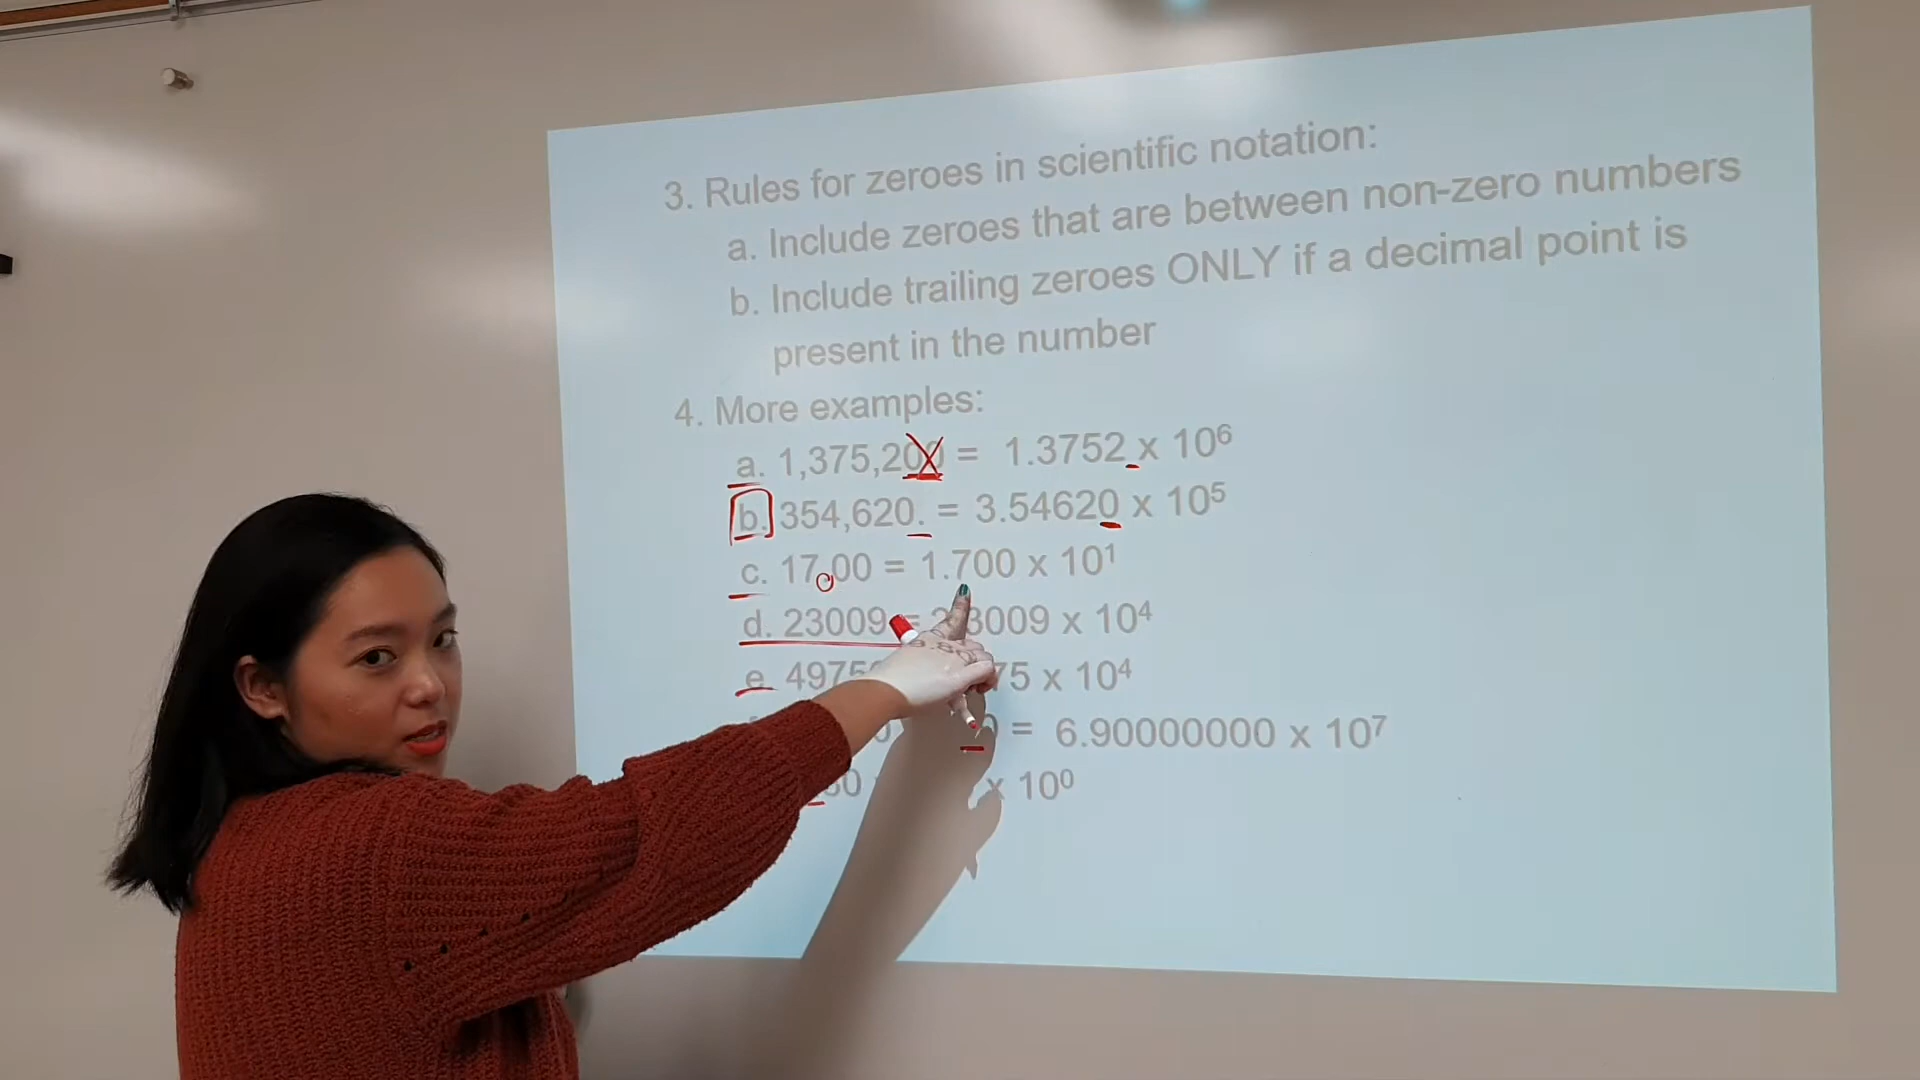 3. Rules for zeroes in scientific notation:
a. Include zeroes that are between non-zero numbers
b. Include trailing zeroes ONLY if a decimal point is
present in the number
4. More examples:
a. 1,375,200 = 1.3752 x 10⁶
b. 354,620. = 3.54620 x 10⁵
c. 17.00 = 1.700 x 10¹
d. 23009 = 3009 x 10⁴
e. 4975 75 x 10⁴
= 6.90000000 x 10⁷
x 10⁰